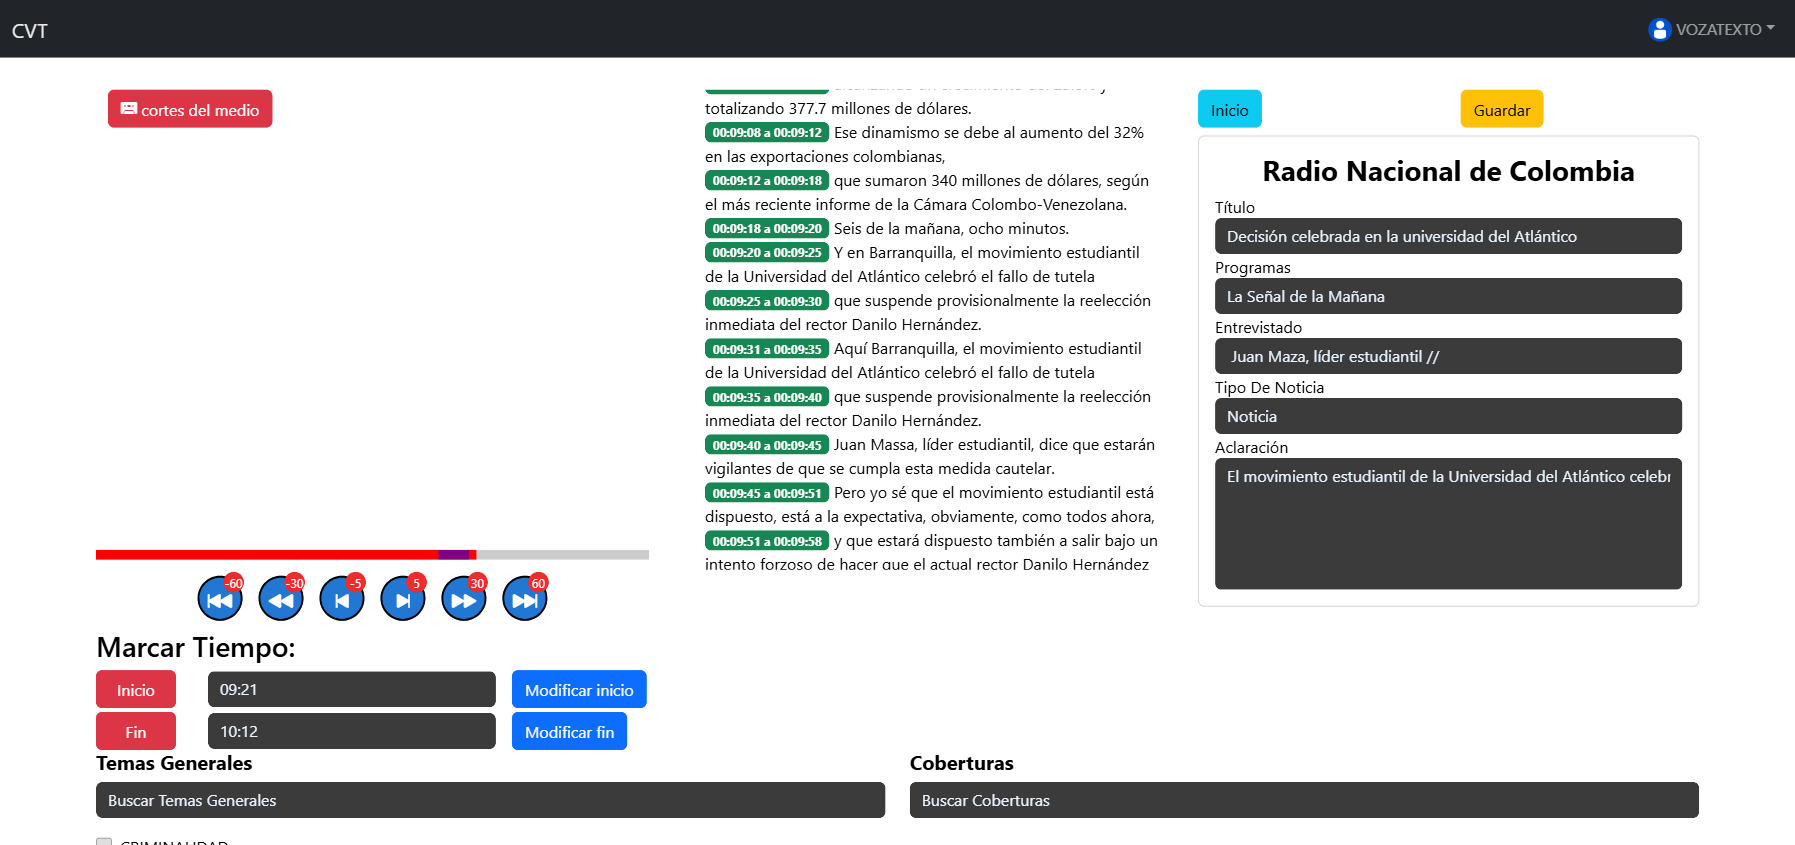 CVT
VOZATEXTO
cortes del medio
totalizando 377.7 millones de dólares.
00:09:08 a 00:09:12 Ese dinamismo se debe al aumento del 32%
en las exportaciones colombianas,
00:09:12 a 00:09:18 que sumaron 340 millones de dólares, según
el más reciente informe de la Cámara Colombo-Venezolana.
00:09:18 a 00:09:20 Seis de la mañana, ocho minutos.
00:09:20 a 00:09:25 Y en Barranquilla, el movimiento estudiantil
de la Universidad del Atlántico celebró el fallo de tutela
00:09:25 a 00:09:30 que suspende provisionalmente la reelección
inmediata del rector Danilo Hernández.
00:09:31 a 00:09:35 Aquí Barranquilla, el movimiento estudiantil
de la Universidad del Atlántico celebró el fallo de tutela
00:09:35 a 00:09:40 que suspende provisionalmente la reelección
inmediata del rector Danilo Hernández.
00:09:40 a 00:09:45 Juan Massa, líder estudiantil, dice que estarán
vigilantes de que se cumpla esta medida cautelar.
00:09:45 a 00:09:51 Pero yo sé que el movimiento estudiantil está
dispuesto, está a la expectativa, obviamente, como todos ahora,
00:09:51 a 00:09:58 y que estará dispuesto también a salir bajo un
intento forzoso de hacer que el actual rector Danilo Hernández
Inicio
Guardar
Radio Nacional de Colombia
Título
Decisión celebrada en la universidad del Atlántico
Programas
La Señal de la Mañana
Entrevistado
Juan Maza, líder estudiantil //
Tipo De Noticia
Noticia
Aclaración
El movimiento estudiantil de la Universidad del Atlántico celebr
-60 -30 -5 5 30 60
Marcar Tiempo:
Inicio 09:21 Modificar inicio
Fin 10:12 Modificar fin
Temas Generales
Buscar Temas Generales
Coberturas
Buscar Coberturas
CRIMINALIDAD